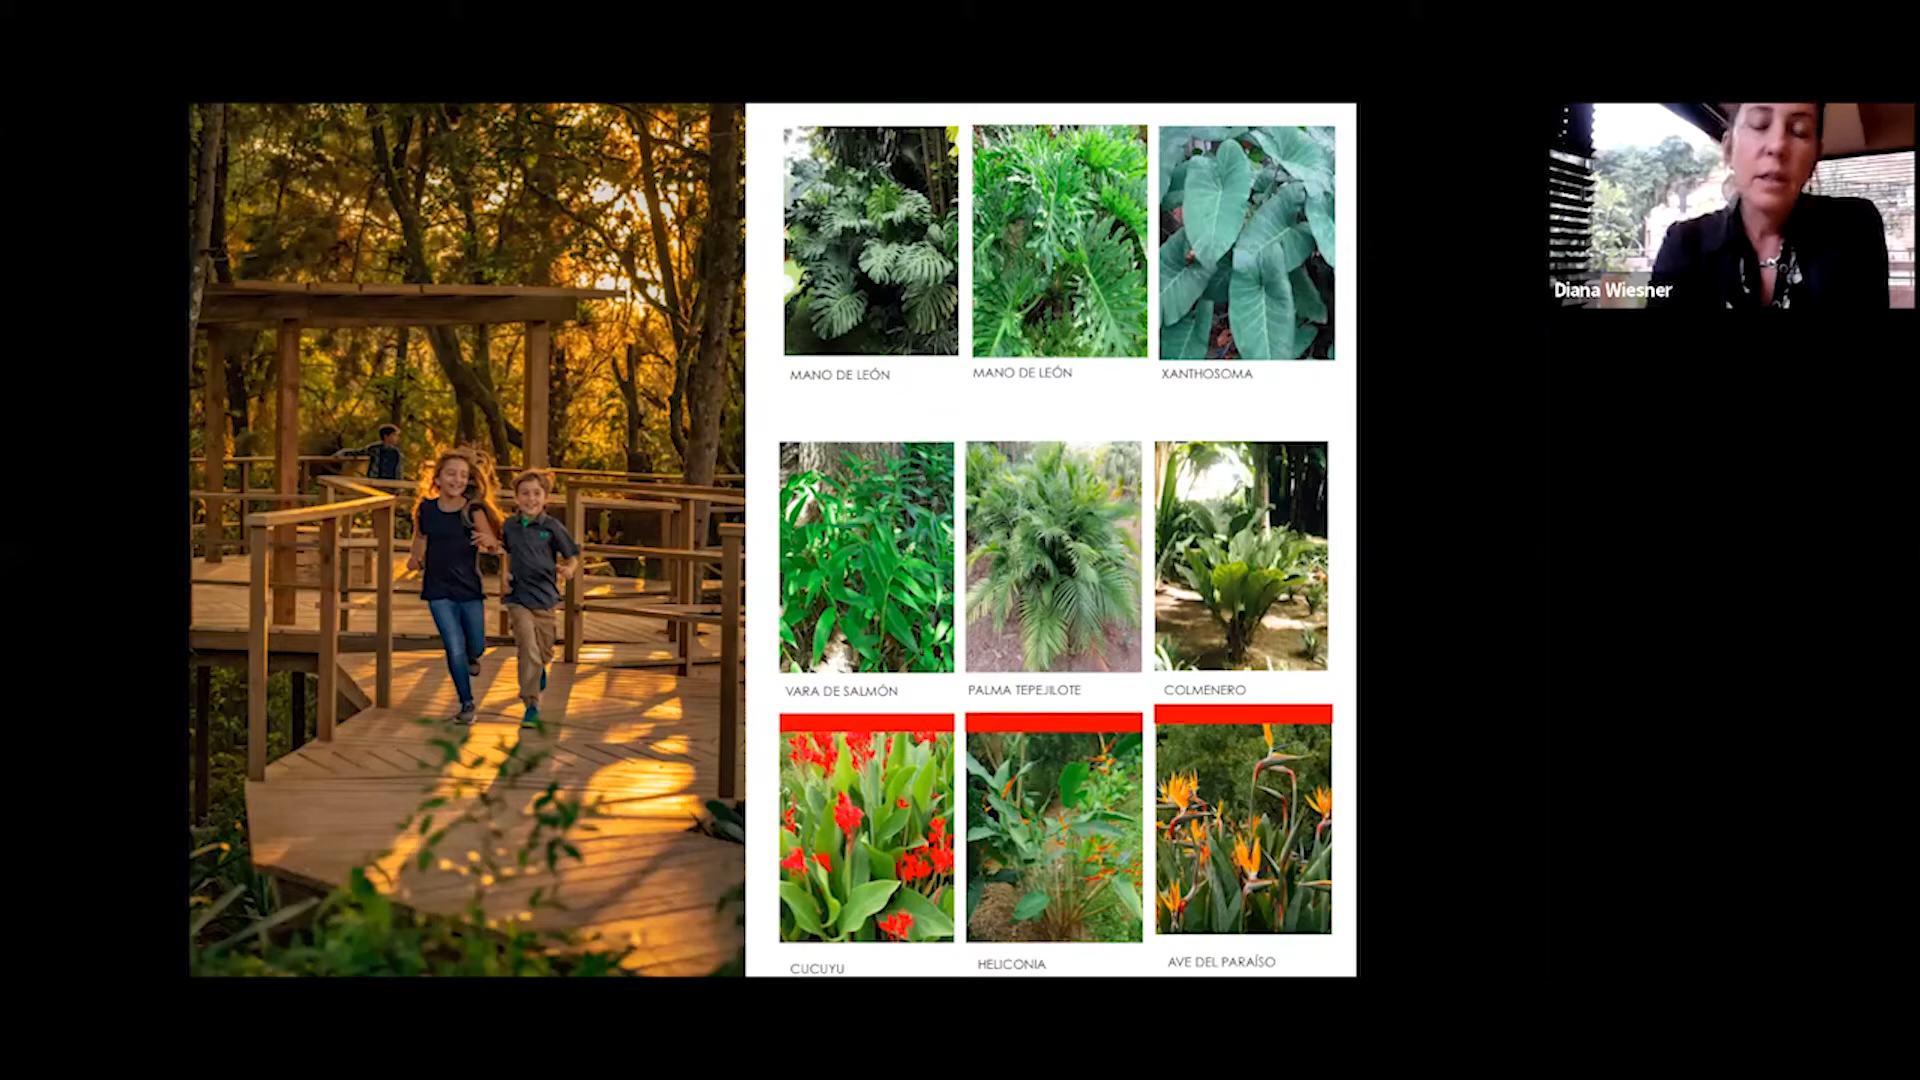 Diana Wiesner
MANO DE LEÓN
MANO DE LEÓN
XANTHOSOMA
VARA DE SALMÓN
PALMA TEPEJILOTE
COLMENERO
CUCUYU
HELICONIA
AVE DEL PARAÍSO